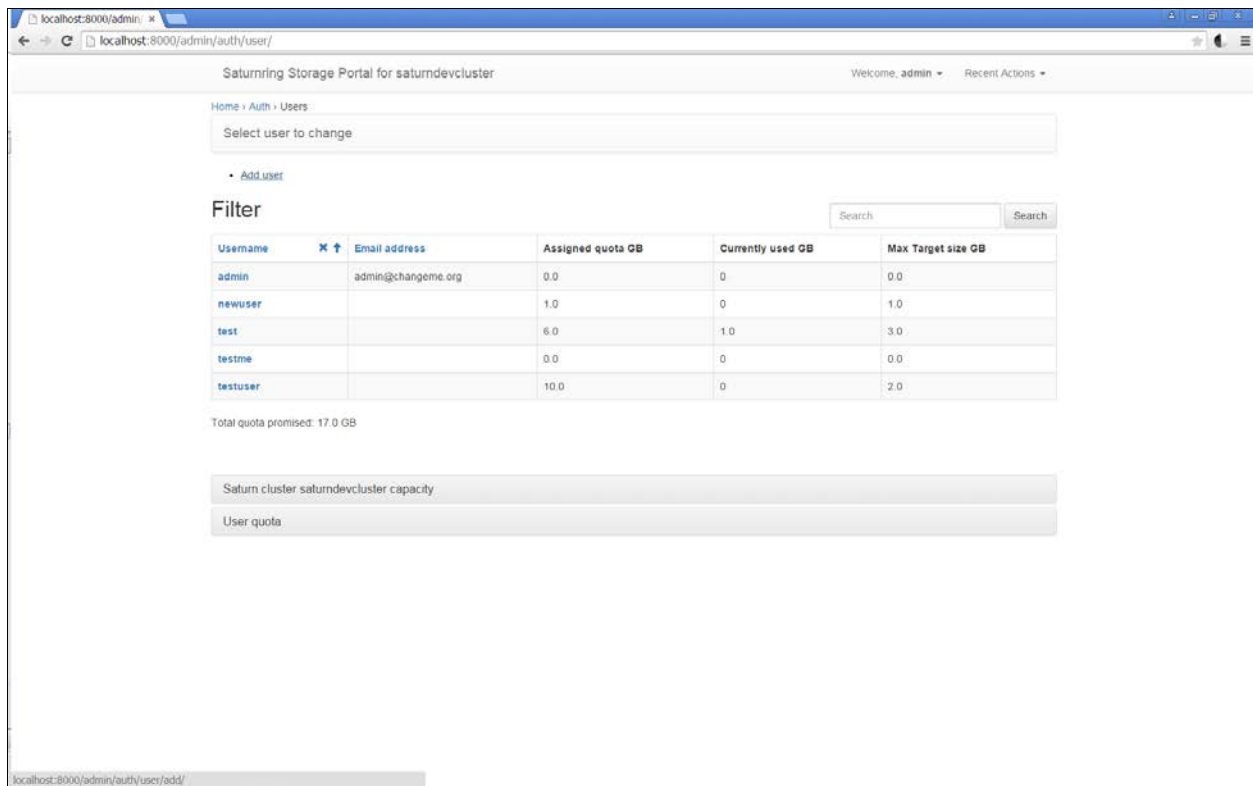 localhost:8000/admin/
localhost:8000/admin/auth/user/
Saturnring Storage Portal for saturndevcluster
Welcome, admin
Recent Actions
Home › Auth › Users
Select user to change
• Add user
Filter
Search
Search
Username Email address Assigned quota GB Currently used GB Max Target size GB
admin admin@changeme.org 0.0 0 0.0
newuser 1.0 0 1.0
test 6.0 1.0 3.0
testme 0.0 0 0.0
testuser 10.0 0 2.0
Total quota promised: 17.0 GB
Saturn cluster saturndevcluster capacity
User quota
localhost:8000/admin/auth/user/add/